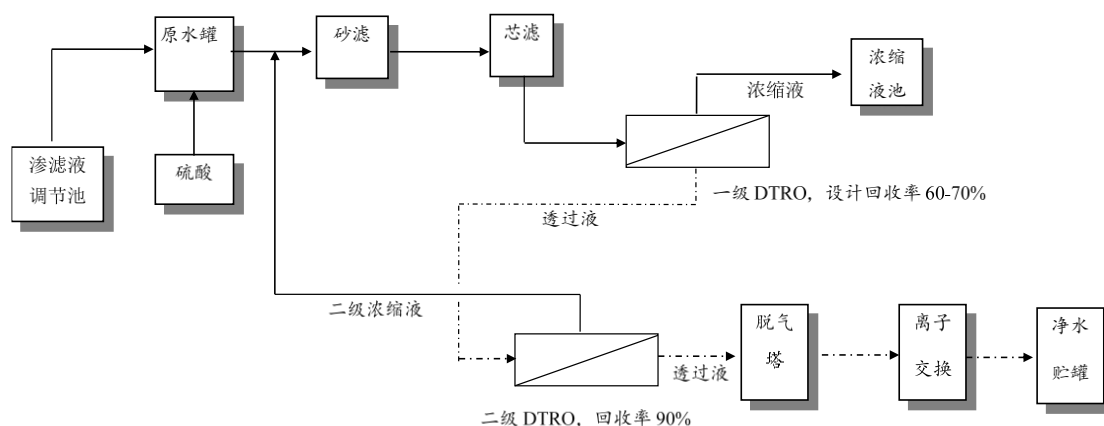 原水罐
砂滤
芯滤
浓缩
液池
浓缩液
渗滤液
调节池
硫酸
一级 DTRO，设计回收率 60-70%
透过液
二级浓缩液
脱气
塔
离子
交换
净水
贮罐
透过液
二级 DTRO，回收率 90%